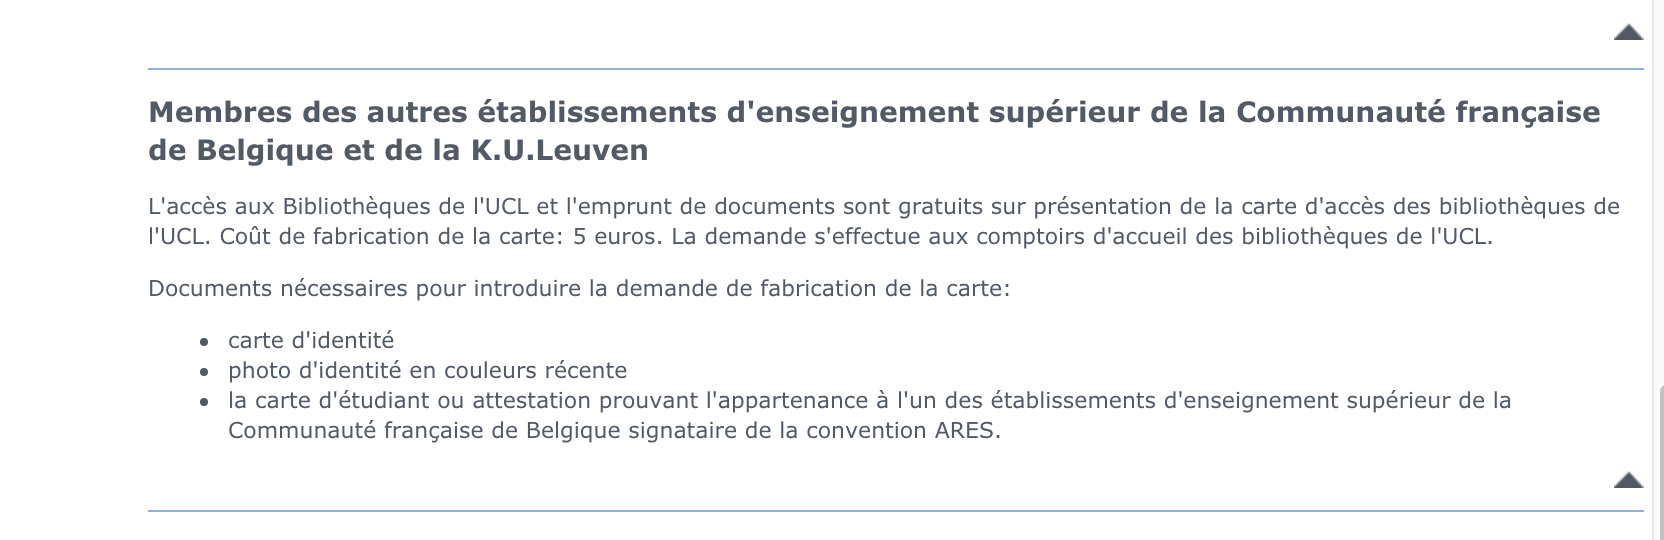 Membres des autres établissements d'enseignement supérieur de la Communauté française
de Belgique et de la K.U.Leuven
L'accès aux Bibliothèques de l'UCL et l'emprunt de documents sont gratuits sur présentation de la carte d'accès des bibliothèques de
l'UCL. Coût de fabrication de la carte: 5 euros. La demande s'effectue aux comptoirs d'accueil des bibliothèques de l'UCL.
Documents nécessaires pour introduire la demande de fabrication de la carte:
• carte d'identité
• photo d'identité en couleurs récente
• la carte d'étudiant ou attestation prouvant l'appartenance à l'un des établissements d'enseignement supérieur de la
Communauté française de Belgique signataire de la convention ARES.